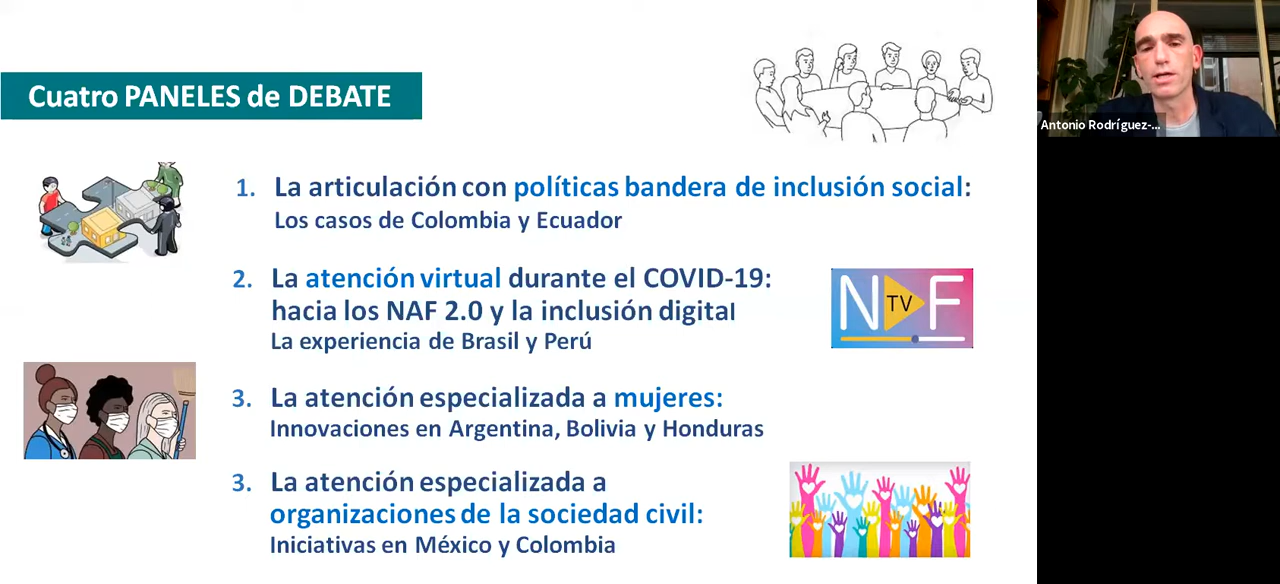 Cuatro PANELES de DEBATE
Antonio Rodríguez-...
1. La articulación con políticas bandera de inclusión social:
Los casos de Colombia y Ecuador
2. La atención virtual durante el COVID-19:
hacia los NAF 2.0 y la inclusión digital
La experiencia de Brasil y Perú
NAF
TV
3. La atención especializada a mujeres:
Innovaciones en Argentina, Bolivia y Honduras
3. La atención especializada a
organizaciones de la sociedad civil:
Iniciativas en México y Colombia